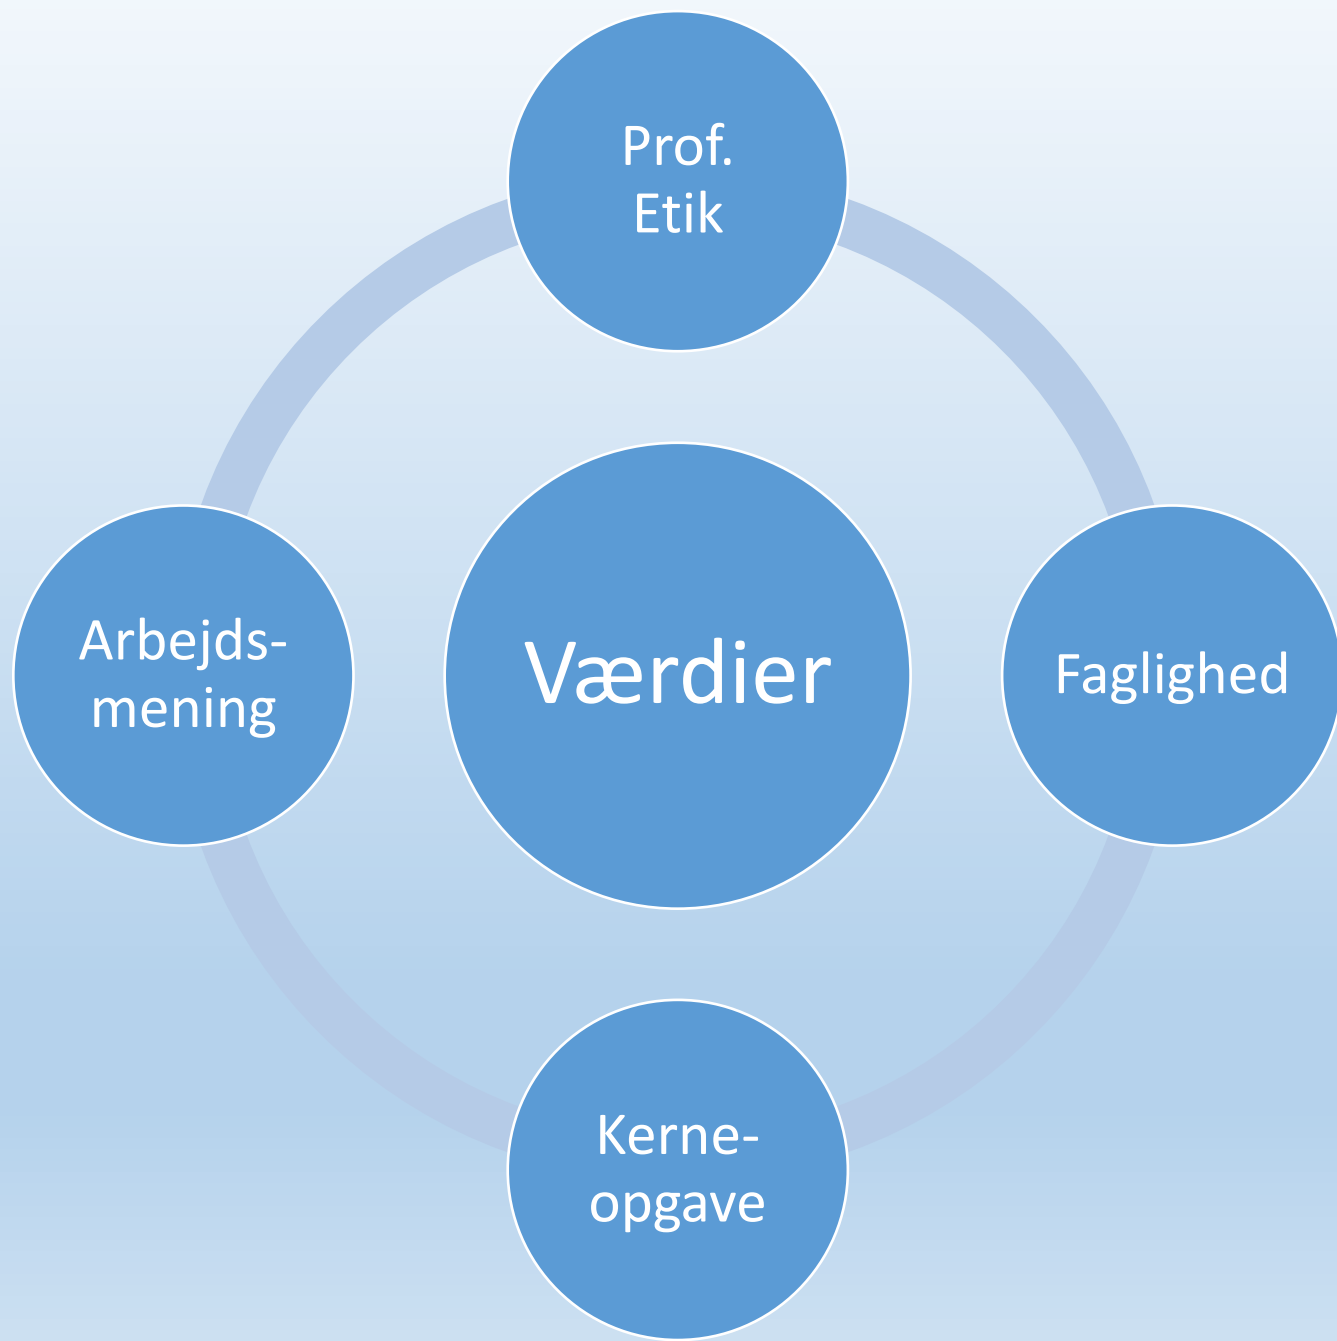 Prof.
Etik
Arbejds-
mening
Værdier
Faglighed
Kerne-
opgave